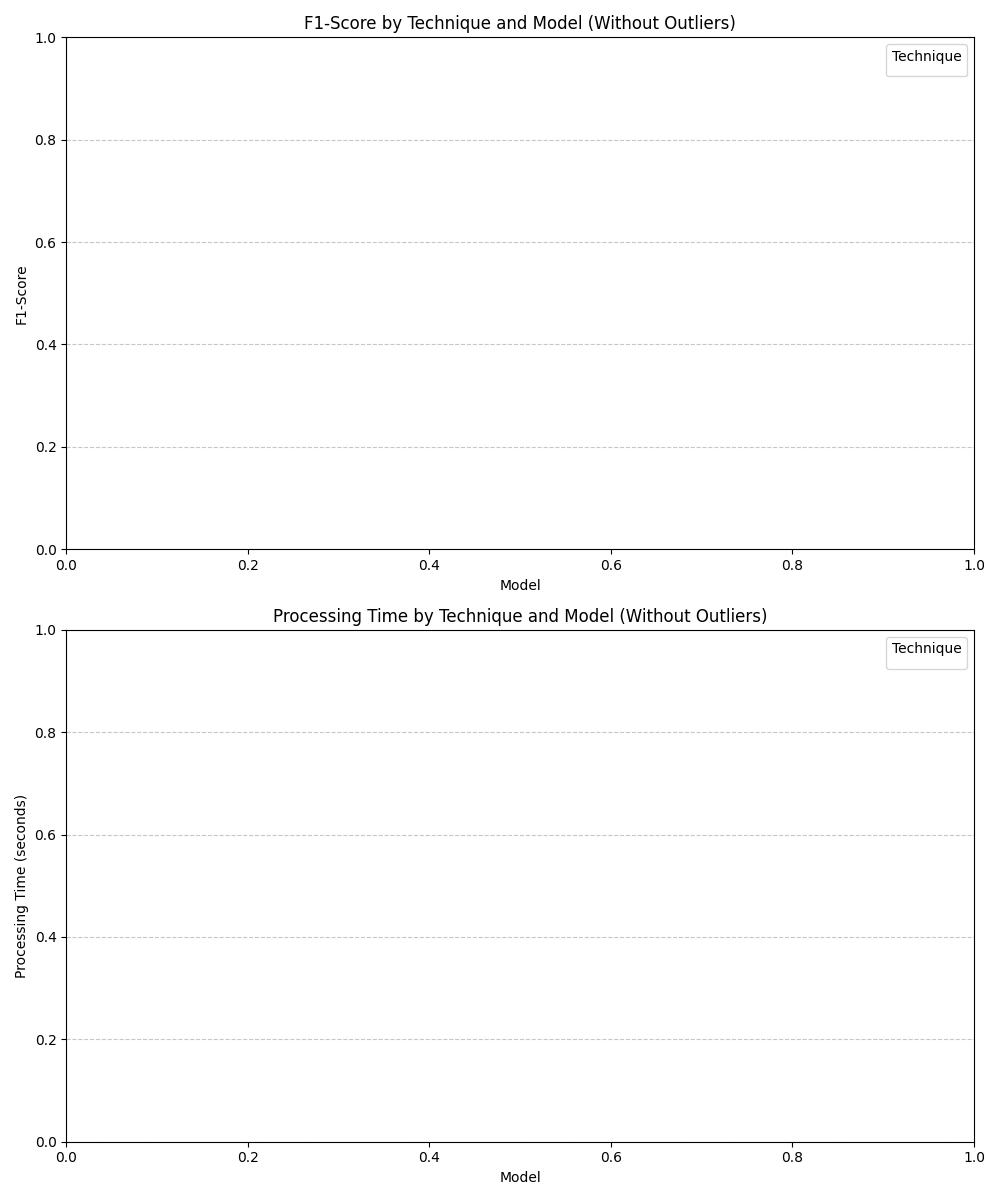 F1-Score by Technique and Model (Without Outliers)
1.0
Technique
0.8
0.6
F1-Score
0.4
0.2
0.0
0.0 0.2 0.4 0.6 0.8 1.0
Model
Processing Time by Technique and Model (Without Outliers)
1.0
Technique
0.8
0.6
Processing Time (seconds)
0.4
0.2
0.0
0.0 0.2 0.4 0.6 0.8 1.0
Model